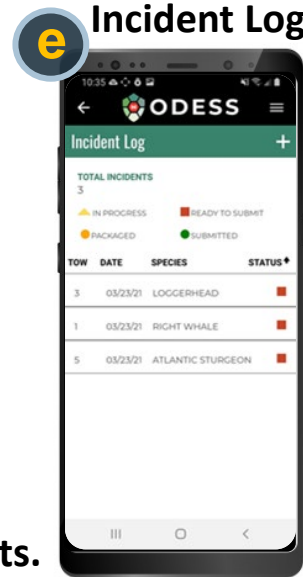 e
Incident Log
10:35
ODESS
Incident Log +
TOTAL INCIDENTS
3
IN PROGRESS READY TO SUBMIT
PACKAGED SUBMITTED
TOW DATE SPECIES STATUS
3 03/23/21 LOGGERHEAD
1 03/23/21 RIGHT WHALE
5 03/23/21 ATLANTIC STURGEON
ts.